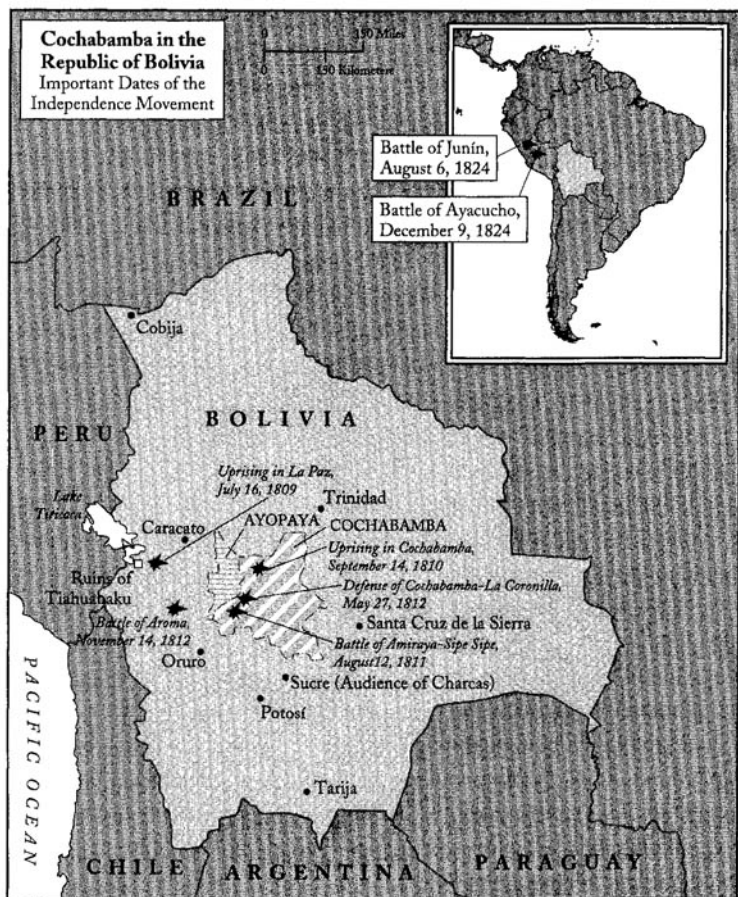 Cochabamba in the
Republic of Bolivia
Important Dates of the
Independence Movement
0 150 Miles
0 150 Kilometers
Battle of Junín,
August 6, 1824
Battle of Ayacucho,
December 9, 1824
BRAZIL
Cobija
BOLIVIA
PERU
Uprising in La Paz,
July 16, 1809
Lake
Titicaca
Trinidad
Caracato
AYOPAYA
COCHABAMBA
Uprising in Cochabamba,
September 14, 1810
Ruins of
Tiahuanaku
Defense of Cochabamba–La Coronilla,
May 27, 1812
Battle of Aroma,
November 14, 1812
Santa Cruz de la Sierra
Battle of Amiraya–Sipe Sipe,
August12, 1811
Oruro
Sucre (Audience of Charcas)
Potosí
PACIFIC OCEAN
Tarija
CHILE
ARGENTINA
PARAGUAY